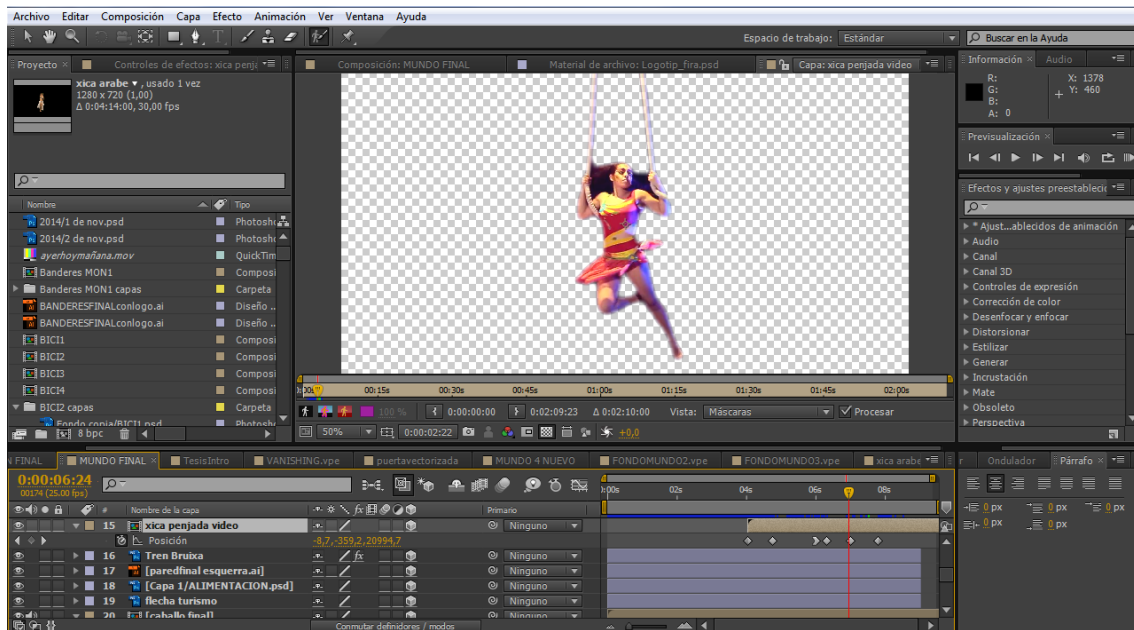 Archivo Editar Composición Capa Efecto Animación Ver Ventana Ayuda
Espacio de trabajo: Estándar Buscar en la Ayuda
Proyecto × Controles de efectos: xica penja
Composición: MUNDO FINAL Material de archivo: Logotip_fira.psd Capa: xica penjada video
Información × Audio
xica arabe ▾ , usado 1 vez
1280 x 720 (1,00)
Δ 0:04:14:00, 30,00 fps
R: X: 1378
G: Y: 460
B:
A: 0
Previsualización ×
Efectos y ajustes preestableci
* Ajust...ablecidos de animación
Audio
Canal
Canal 3D
Controles de expresión
Corrección de color
Desenfocar y enfocar
Distorsionar
Estilizar
Generar
Incrustación
Mate
Obsoleto
Perspectiva
Nombre Tipo
2014/1 de nov.psd Photosh
2014/2 de nov.psd Photosh
ayerhoymañana.mov QuickTim
Banderes MON1 Composi
Banderes MON1 capas Carpeta
BANDERESFINALconlogo.ai Diseño ..
BANDERESFINALconlogo.ai Diseño ..
BICI1 Composi
BICI2 Composi
BICI3 Composi
BICI4 Composi
BICI2 capas Carpeta
Fondo copia/BICI1.psd Photosh
8 bpc
00:15s 00:30s 00:45s 01:00s 01:15s 01:30s 01:45s 02:00s
100 % 0:00:00:00 0:02:09:23 Δ 0:02:10:00 Vista: Máscaras Procesar
50% 0:00:02:22 +0,0
FINAL MUNDO FINAL × TesisIntro VANISHING.vpe puertavectorizada MUNDO 4 NUEVO FONDOMUNDO2.vpe FONDOMUNDO3.vpe xica arabe
Ondulador Párrafo ×
0:00:06:24
00174 (25.00 fps)
:00s 02s 04s 06s 08s
# Nombre de la capa Primario
15 xica penjada video Ninguno
Posición -8,7,-359,2,20994,7
16 Tren Bruixa fx Ninguno
17 [paredfinal esquerra.ai] Ninguno
18 [Capa 1/ALIMENTACION.psd] Ninguno
19 flecha turismo Ninguno
20 [caballo final] Ninguno
Conmutar definidores / modos
0 px 0 px 0 px
0 px 0 px